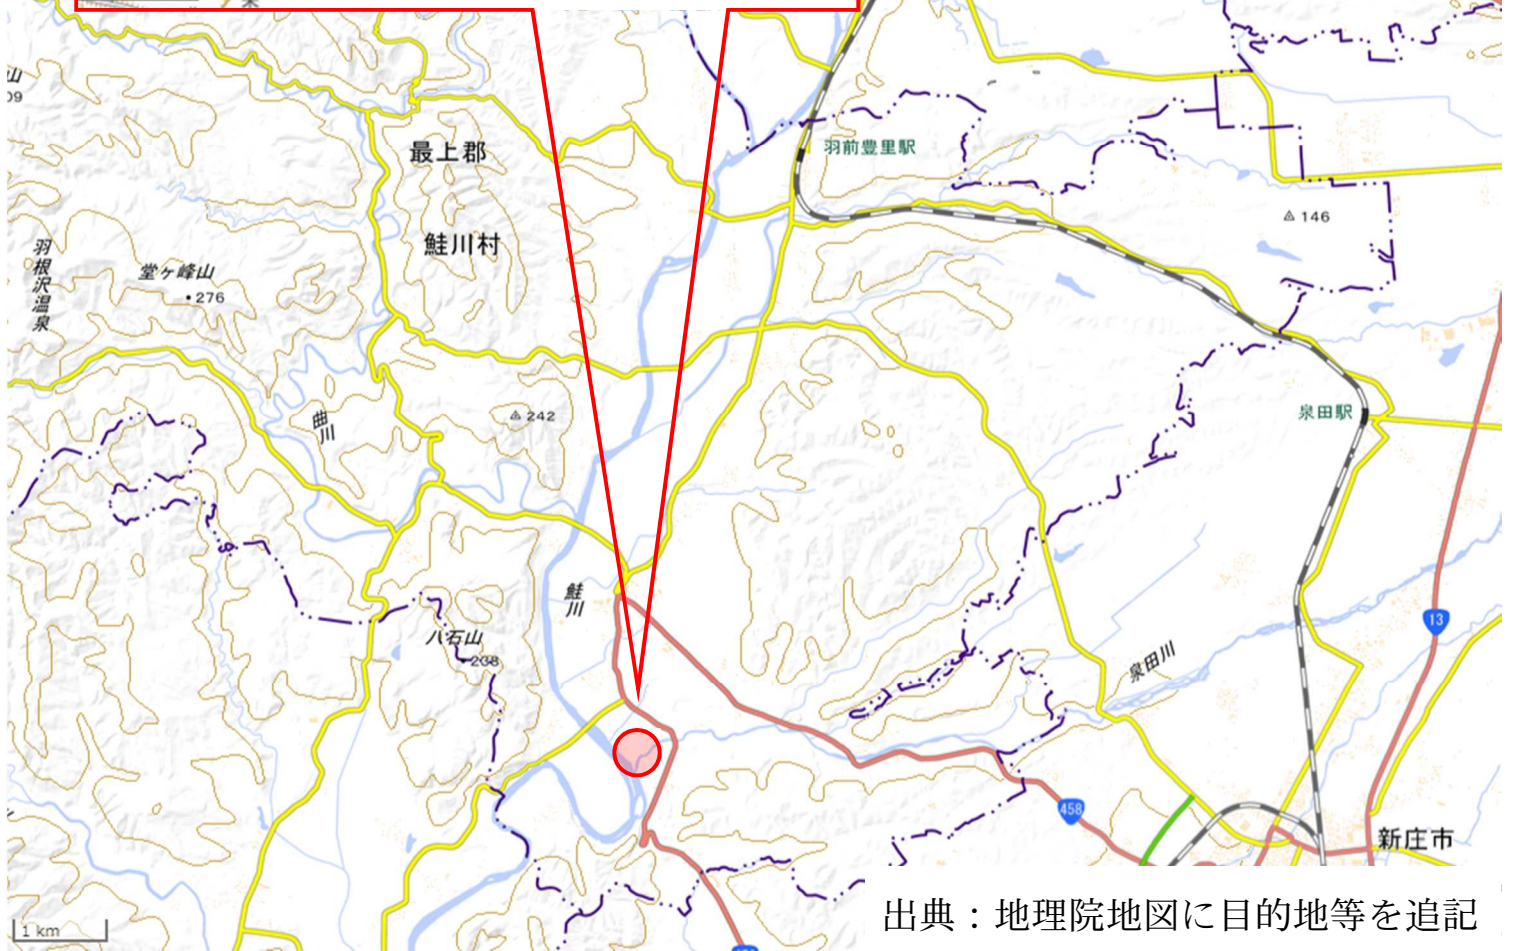 最上郡
羽前豊里駅
146
鮭川村
羽根沢温泉
堂ヶ峰山
276
泉田駅
曲川
242
鮭川
13
八石山
238
泉田川
458
新庄市
出典：地理院地図に目的地等を追記
1 km